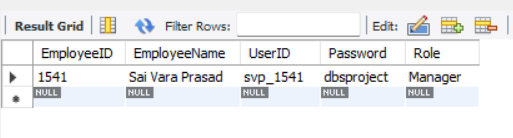 Result Grid Filter Rows: Edit:
EmployeeID EmployeeName UserID Password Role
1541 Sai Vara Prasad svp_1541 dbsproject Manager
NULL NULL NULL NULL NULL